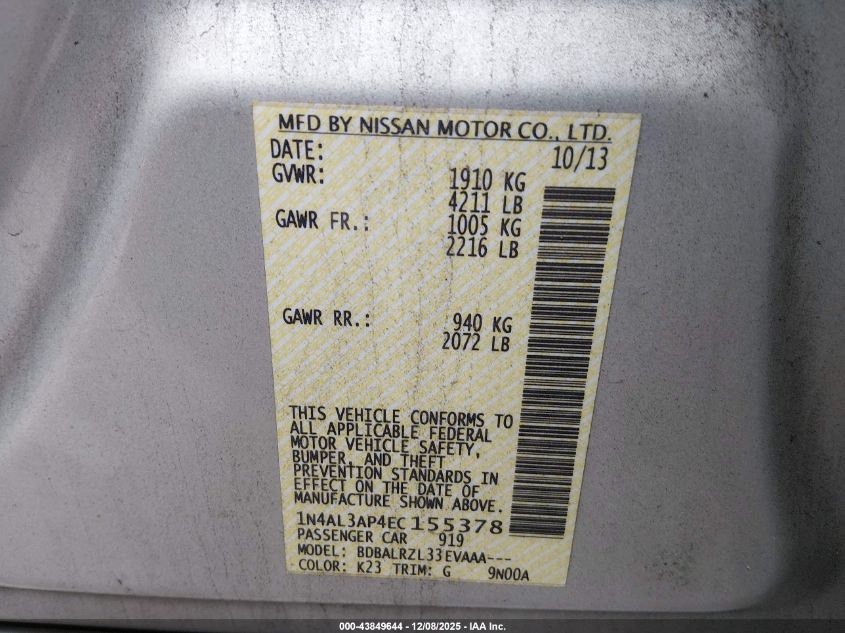 MFD BY NISSAN MOTOR CO., LTD.
DATE: 10/13
GVWR: 1910 KG
4211 LB
GAWR FR.: 1005 KG
2216 LB
GAWR RR.: 940 KG
2072 LB
THIS VEHICLE CONFORMS TO
ALL APPLICABLE FEDERAL
MOTOR VEHICLE SAFETY,
BUMPER, AND THEFT
PREVENTION STANDARDS IN
EFFECT ON THE DATE OF
MANUFACTURE SHOWN ABOVE.
1N4AL3AP4EC155378
PASSENGER CAR 919
MODEL: BDBALRZL33EVAAA---
COLOR: K23 TRIM: G 9N00A
000-43849644 • 12/08/2025 - IAA Inc.